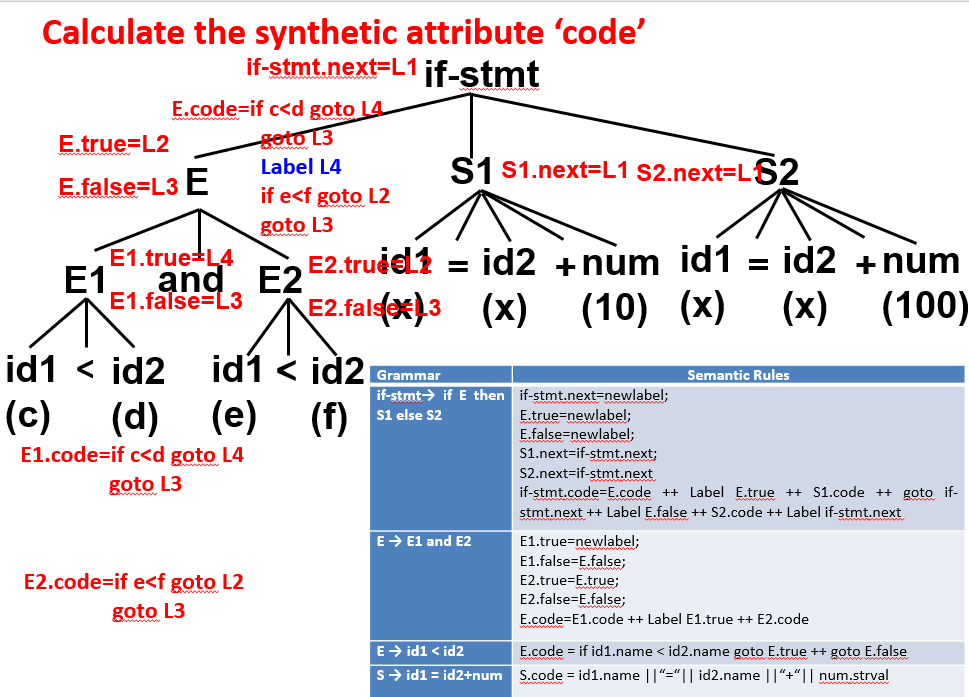 Calculate the synthetic attribute ‘code’
if-stmt.next=L1 if-stmt
E.code=if c<d goto L4
goto L3
Label L4
if e<f goto L2
goto L3
E.true=L2
E.false=L3 E
S1 S1.next=L1 S2.next=L1 S2
E1 E1.true=L4
E1.false=L3
and
E2 E2.true=L2
E2.false=L3
id1 = id2 +num
(x) (x) (10)
id1 = id2 +num
(x) (x) (100)
id1 < id2
(c) (d)
id1 < id2
(e) (f)
E1.code=if c<d goto L4
goto L3
E2.code=if e<f goto L2
goto L3
Grammar Semantic Rules
if-stmt→ if E then
S1 else S2
if-stmt.next=newlabel;
E.true=newlabel;
E.false=newlabel;
S1.next=if-stmt.next;
S2.next=if-stmt.next
if-stmt.code=E.code ++ Label E.true ++ S1.code ++ goto if-
stmt.next ++ Label E.false ++ S2.code ++ Label if-stmt.next
E → E1 and E2
E1.true=newlabel;
E1.false=E.false;
E2.true=E.true;
E2.false=E.false;
E.code=E1.code ++ Label E1.true ++ E2.code
E → id1 < id2 E.code = if id1.name < id2.name goto E.true ++ goto E.false
S → id1 = id2+num S.code = id1.name ||“=“|| id2.name ||“+“|| num.strval